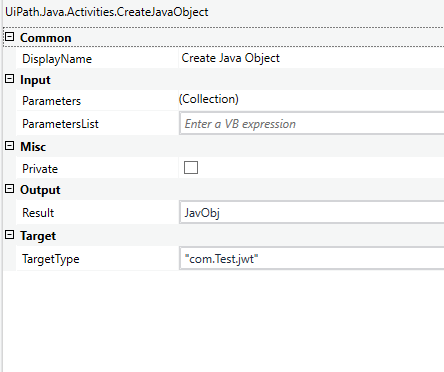 UiPath.Java.Activities.CreateJavaObject
Common
DisplayName Create Java Object
Input
Parameters (Collection)
ParametersList Enter a VB expression
Misc
Private
Output
Result JavObj
Target
TargetType "com.Test.jwt"